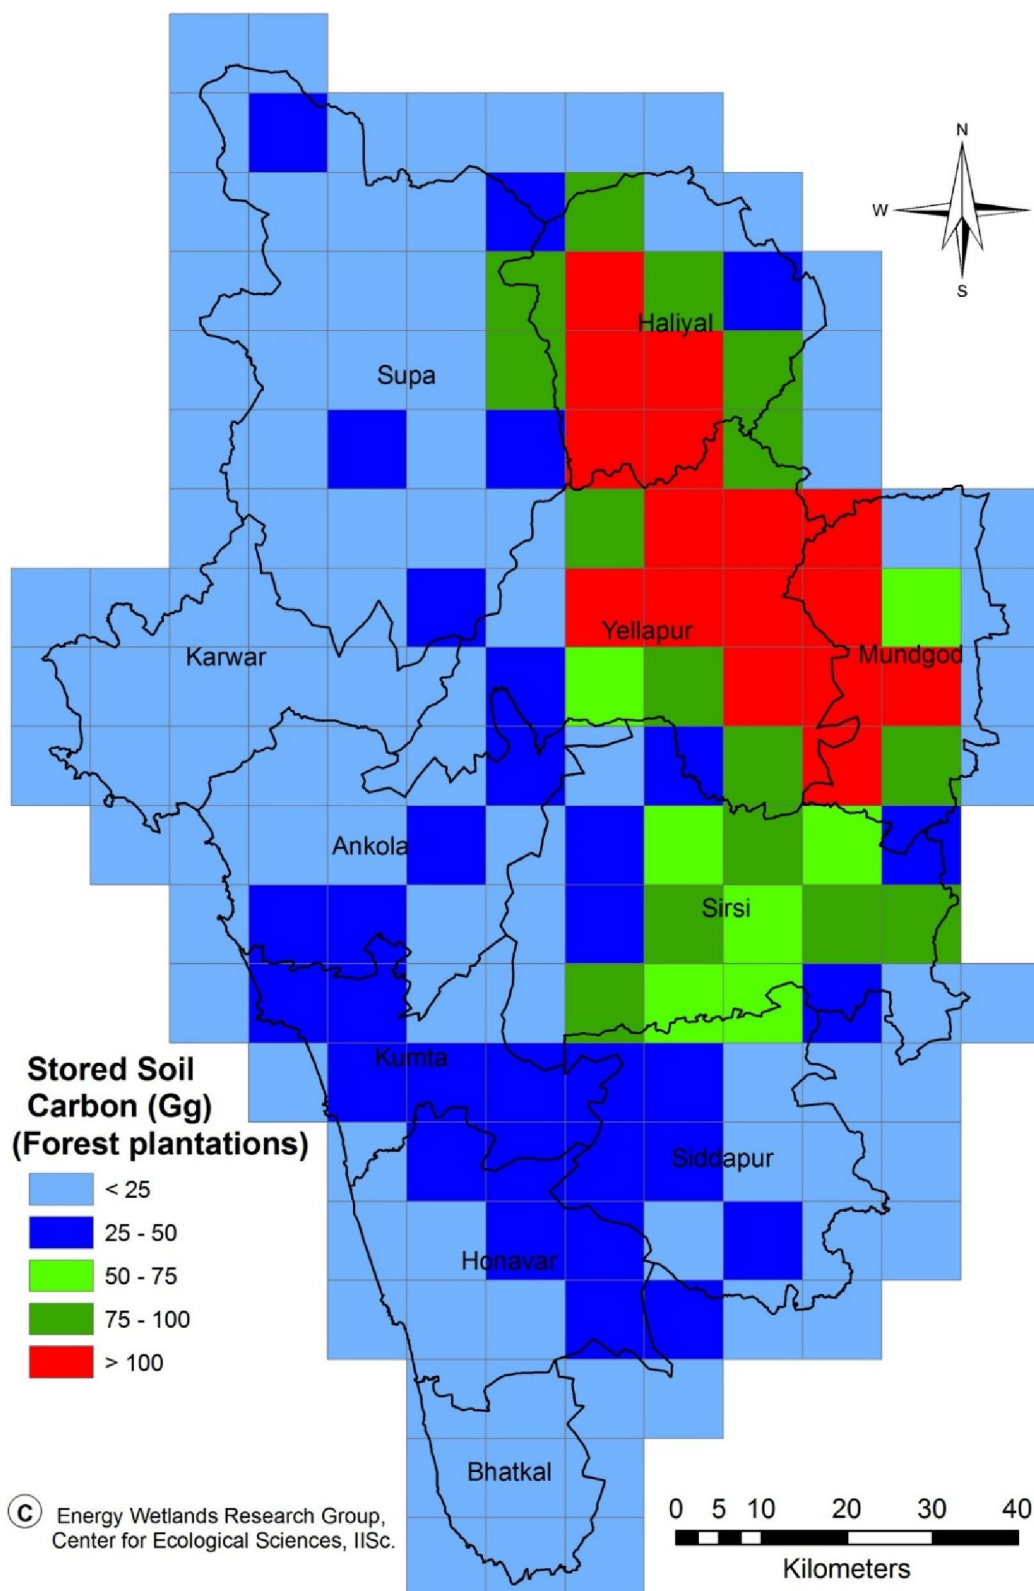 N
W
S
Haliyal
Supa
Yellapur
Karwar
Mundgod
Ankola
Sirsi
Kumta
Siddapur
Honavar
Bhatkal
Stored Soil
Carbon (Gg)
(Forest plantations)
< 25
25 - 50
50 - 75
75 - 100
> 100
C Energy Wetlands Research Group,
Center for Ecological Sciences, IISc.
0 5 10 20 30 40
Kilometers